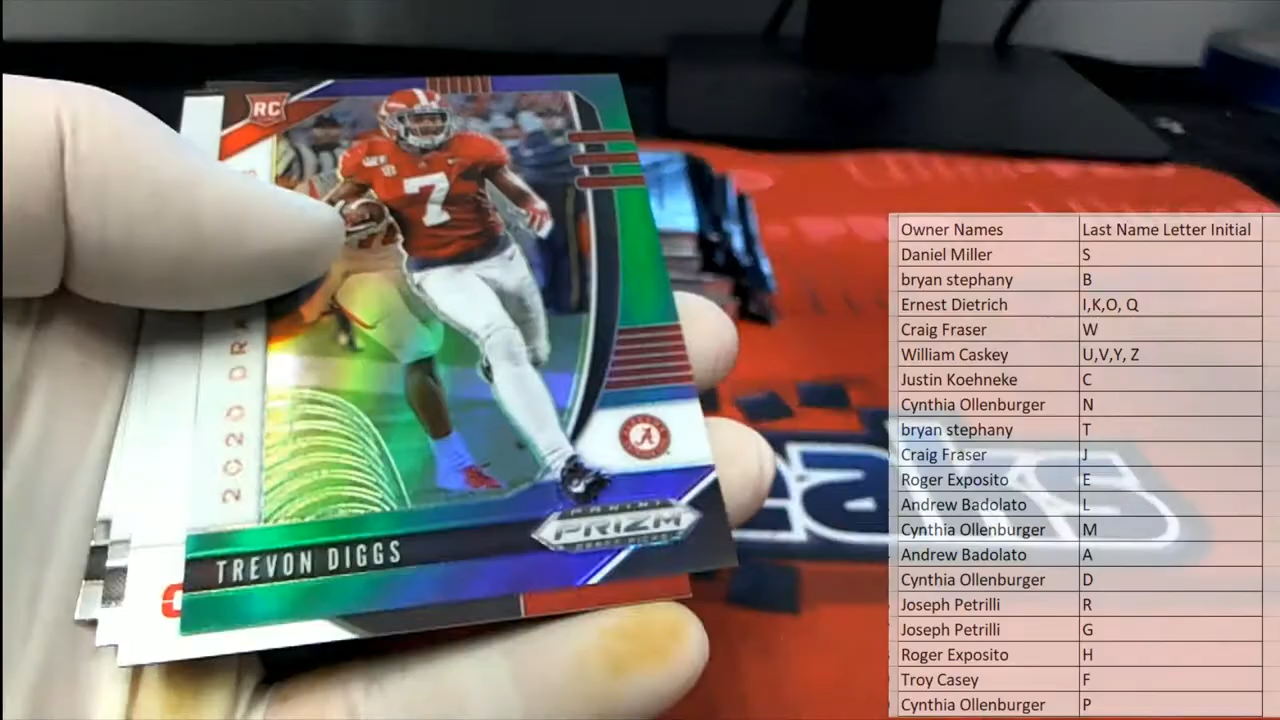 RC
7
2020 DRA
PANINI
PRIZM
DRAFT PICKS
TREVON DIGGS
Owner Names Last Name Letter Initial
Daniel Miller S
bryan stephany B
Ernest Dietrich I,K,O, Q
Craig Fraser W
William Caskey U,V,Y, Z
Justin Koehneke C
Cynthia Ollenburger N
bryan stephany T
Craig Fraser J
Roger Exposito E
Andrew Badolato L
Cynthia Ollenburger M
Andrew Badolato A
Cynthia Ollenburger D
Joseph Petrilli R
Joseph Petrilli G
Roger Exposito H
Troy Casey F
Cynthia Ollenburger P